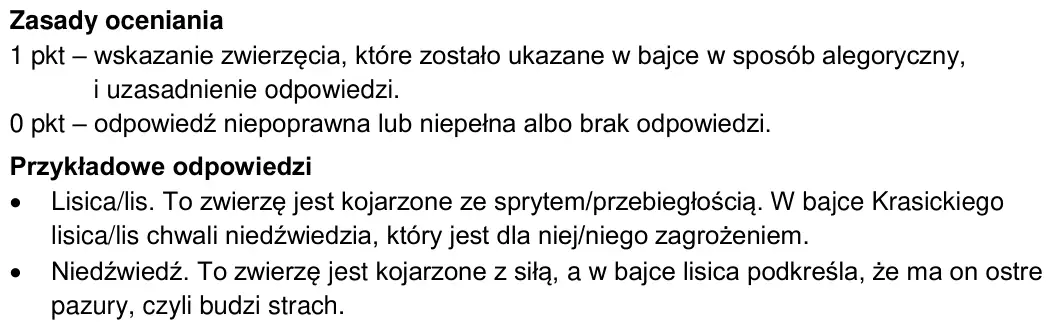 Zasady oceniania
1 pkt – wskazanie zwierzęcia, które zostało ukazane w bajce w sposób alegoryczny,
i uzasadnienie odpowiedzi.
0 pkt – odpowiedź niepoprawna lub niepełna albo brak odpowiedzi.
Przykładowe odpowiedzi
• Lisica/lis. To zwierzę jest kojarzone ze sprytem/przebiegłością. W bajce Krasickiego
lisica/lis chwali niedźwiedzia, który jest dla niej/niego zagrożeniem.
• Niedźwiedź. To zwierzę jest kojarzone z siłą, a w bajce lisica podkreśla, że ma on ostre
pazury, czyli budzi strach.